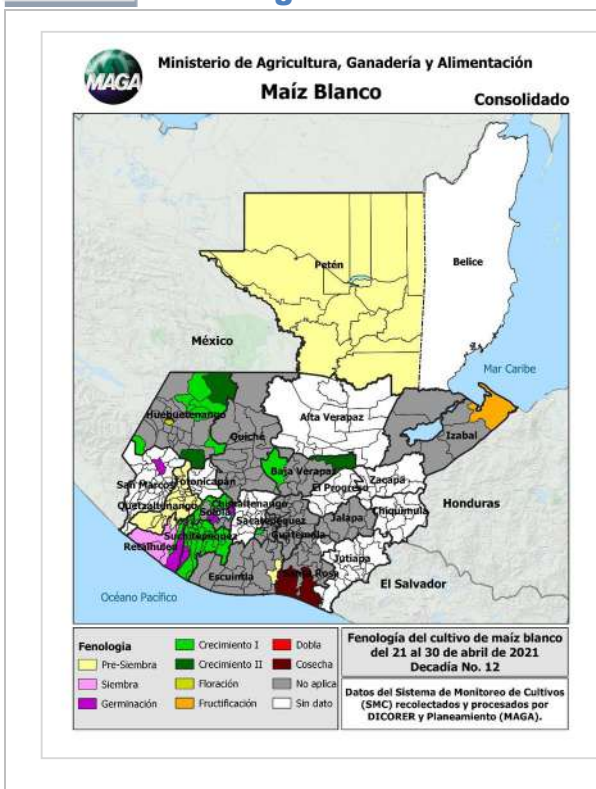 MAGA
Ministerio de Agricultura, Ganadería y Alimentación
Maíz Blanco
Consolidado
Petén
Belice
México
Mar Caribe
Huehuetenango
Quiché
Alta Verapaz
Izabal
San Marcos
Totonicapán
Baja Verapaz
Zacapa
El Progreso
Quetzaltenango
Chimaltenango
Sololá
Honduras
Chiquimula
Sacatepéquez
Jalapa
Suchitepéquez
Guatemala
Retalhuleu
Jutiapa
Escuintla
Santa Rosa
El Salvador
Océano Pacífico
Fenología
Pre-Siembra
Siembra
Germinación
Crecimiento I
Crecimiento II
Floración
Fructificación
Dobla
Cosecha
No aplica
Sin dato
Fenología del cultivo de maíz blanco
del 21 al 30 de abril de 2021
Decadía No. 12
Datos del Sistema de Monitoreo de Cultivos
(SMC) recolectados y procesados por
DICORER y Planeamiento (MAGA).